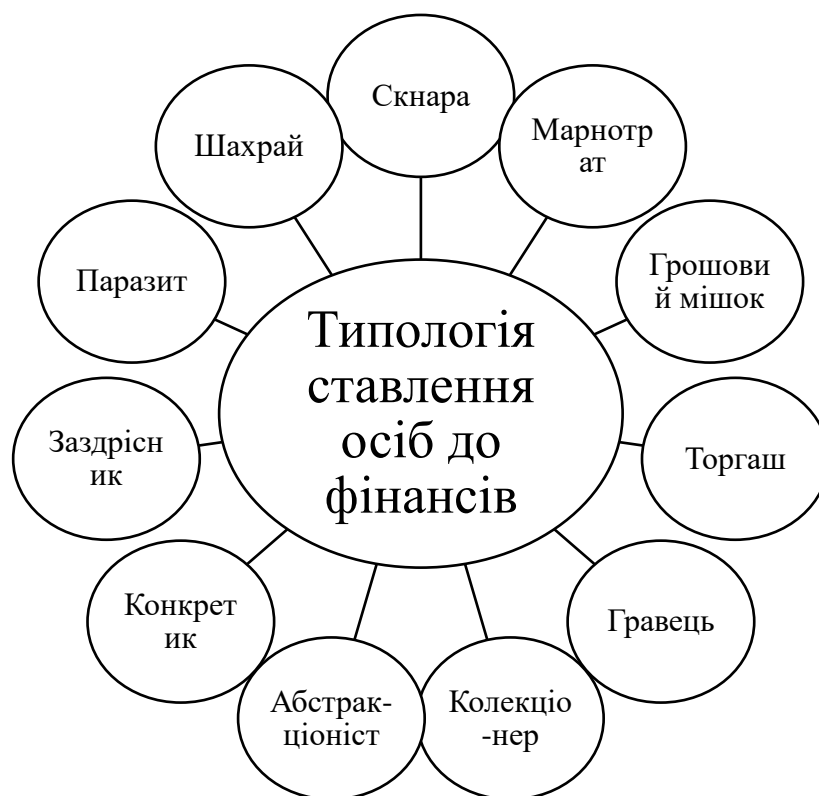 Скнара
Марнотр
ат
Грошови
й мішок
Торгаш
Гравець
Колекціо
-нер
Абстрак-
ціоніст
Конкрет
ик
Заздрісн
ик
Паразит
Шахрай
Типологія
ставлення
осіб до
фінансів